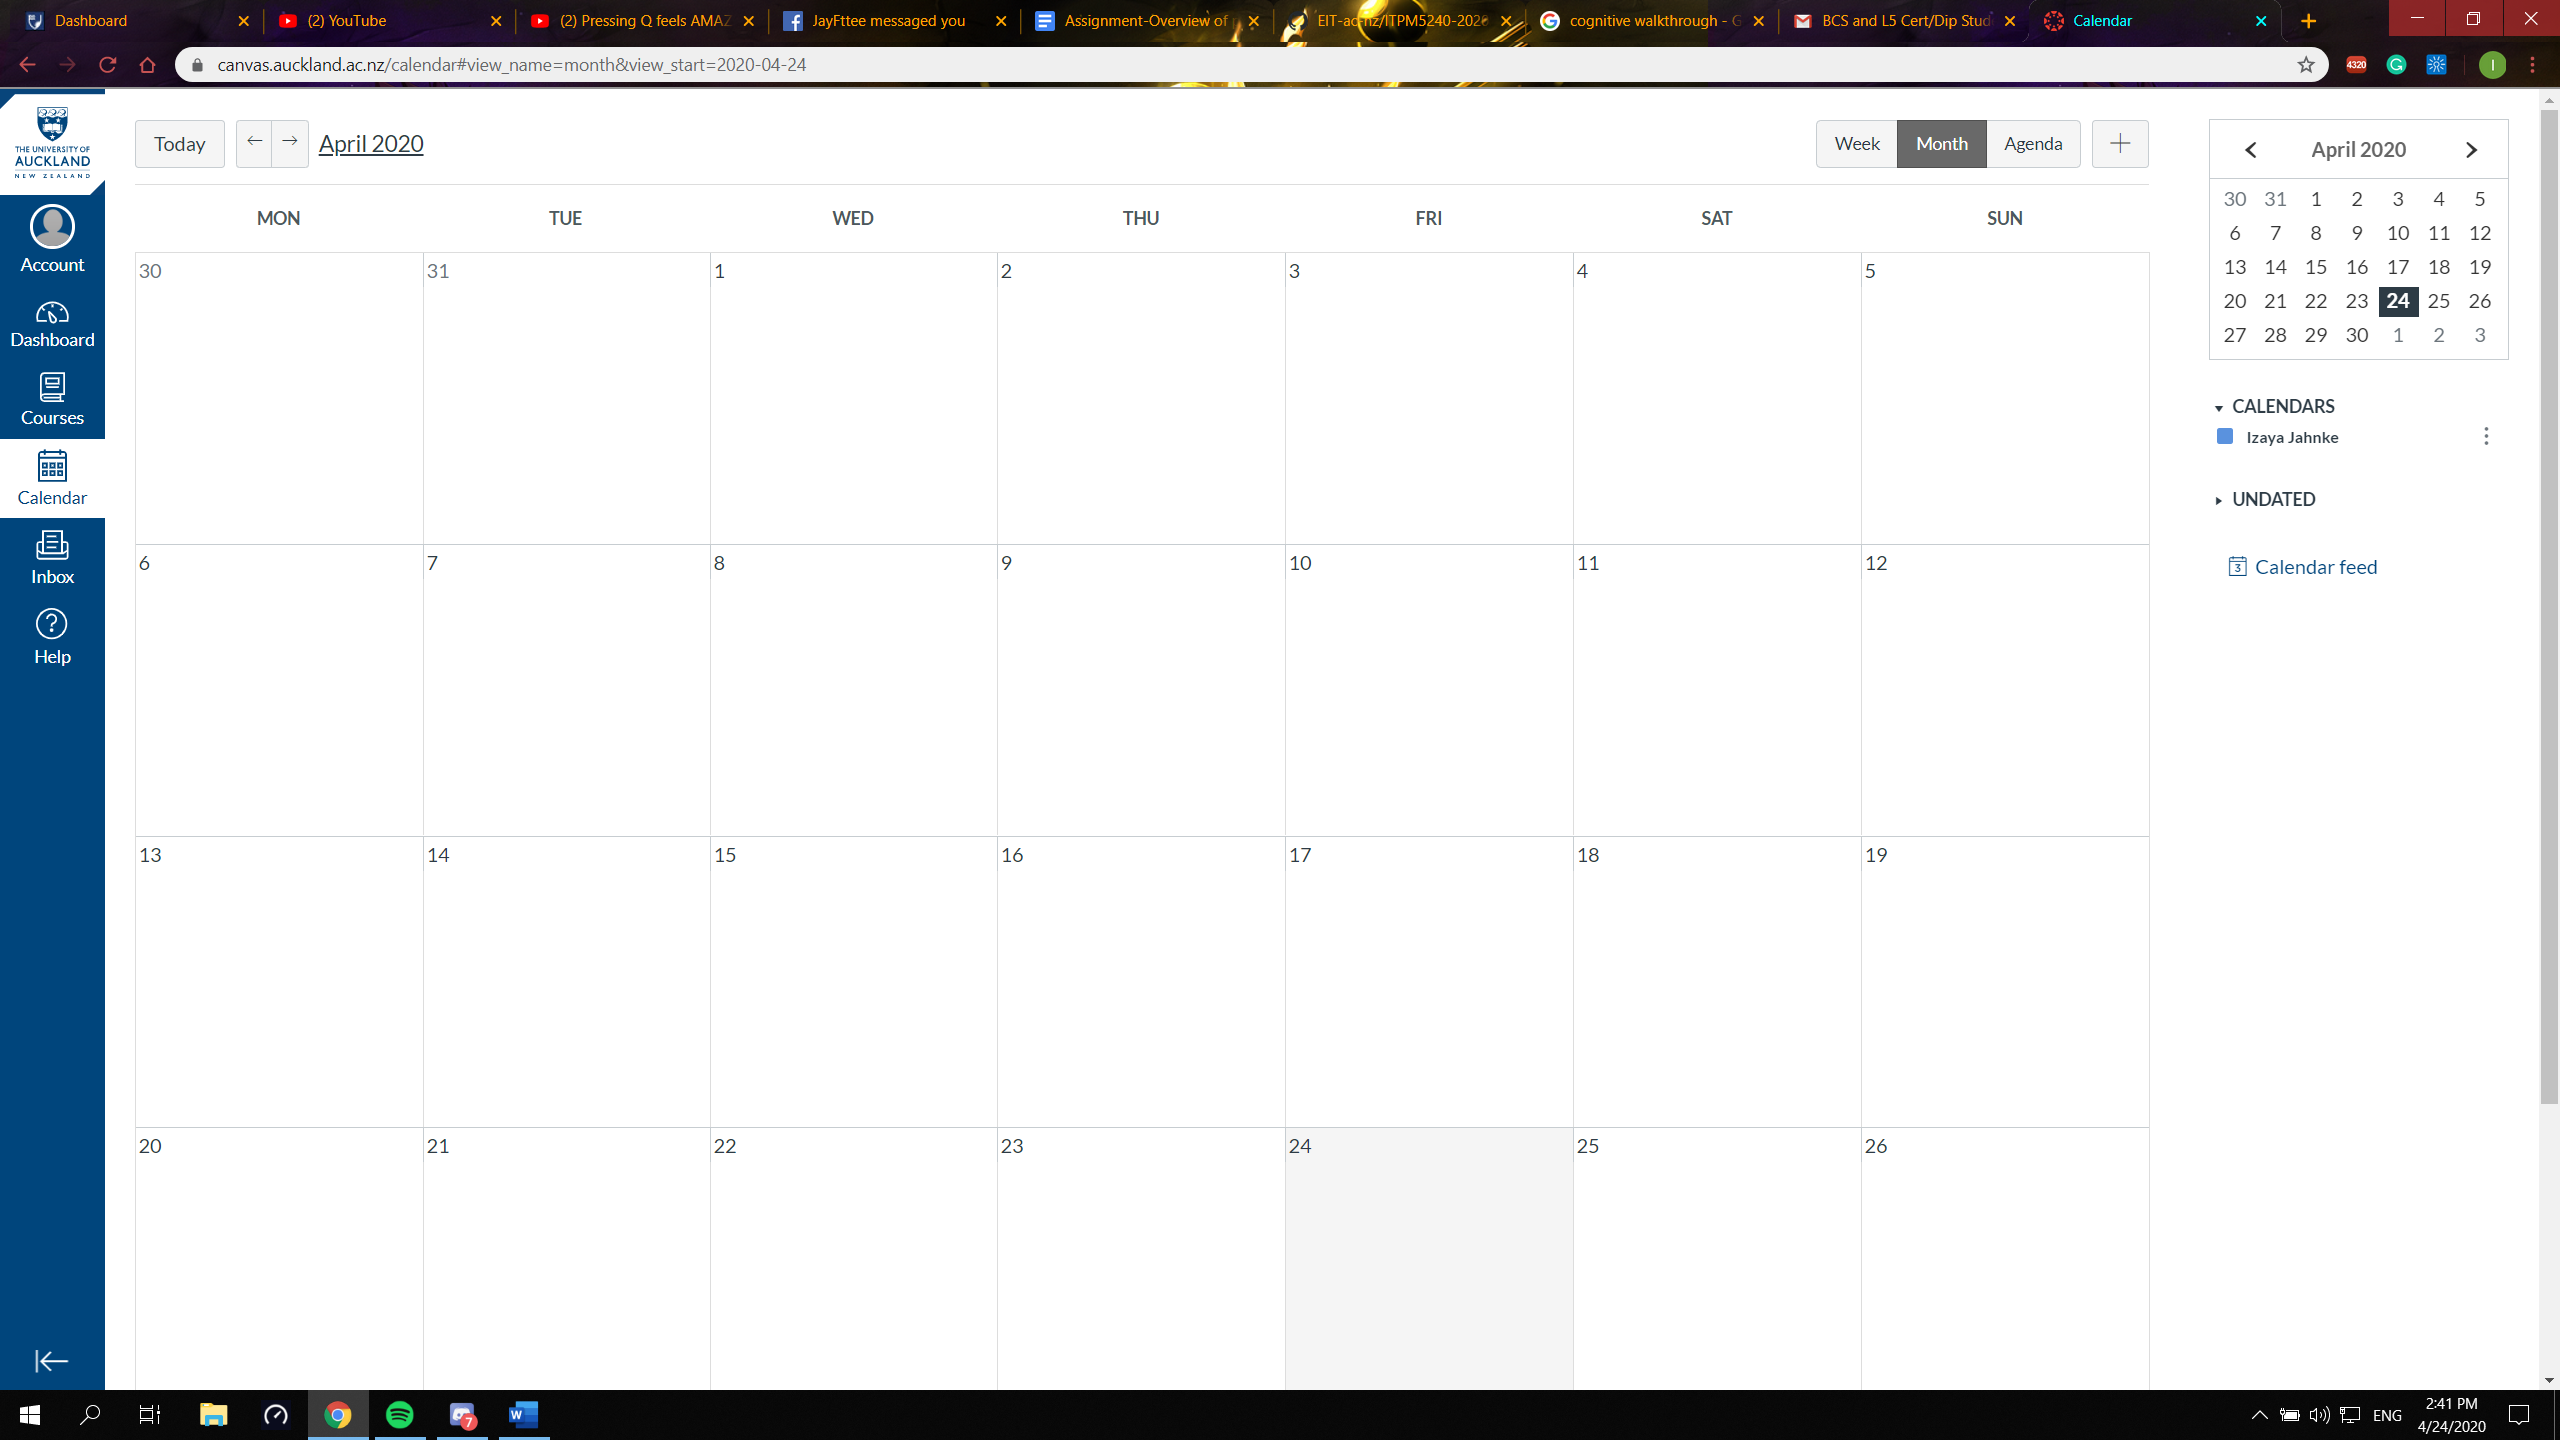 Dashboard
(2) YouTube
(2) Pressing Q feels AMAZ
JayFttee messaged you
Assignment-Overview of
EIT-ac-nz/ITPM5240-2020
cognitive walkthrough - G
BCS and L5 Cert/Dip Stud
Calendar
canvas.auckland.ac.nz/calendar#view_name=month&view_start=2020-04-24
4320
I
THE UNIVERSITY OF
AUCKLAND
NEW ZEALAND
Account
Dashboard
Courses
Calendar
Inbox
Help
Today
April 2020
Week
Month
Agenda
MON TUE WED THU FRI SAT SUN
30 31 1 2 3 4 5
6 7 8 9 10 11 12
13 14 15 16 17 18 19
20 21 22 23 24 25 26
April 2020
30 31 1 2 3 4 5
6 7 8 9 10 11 12
13 14 15 16 17 18 19
20 21 22 23 24 25 26
27 28 29 30 1 2 3
CALENDARS
Izaya Jahnke
UNDATED
3 Calendar feed
7
W
ENG
2:41 PM
4/24/2020